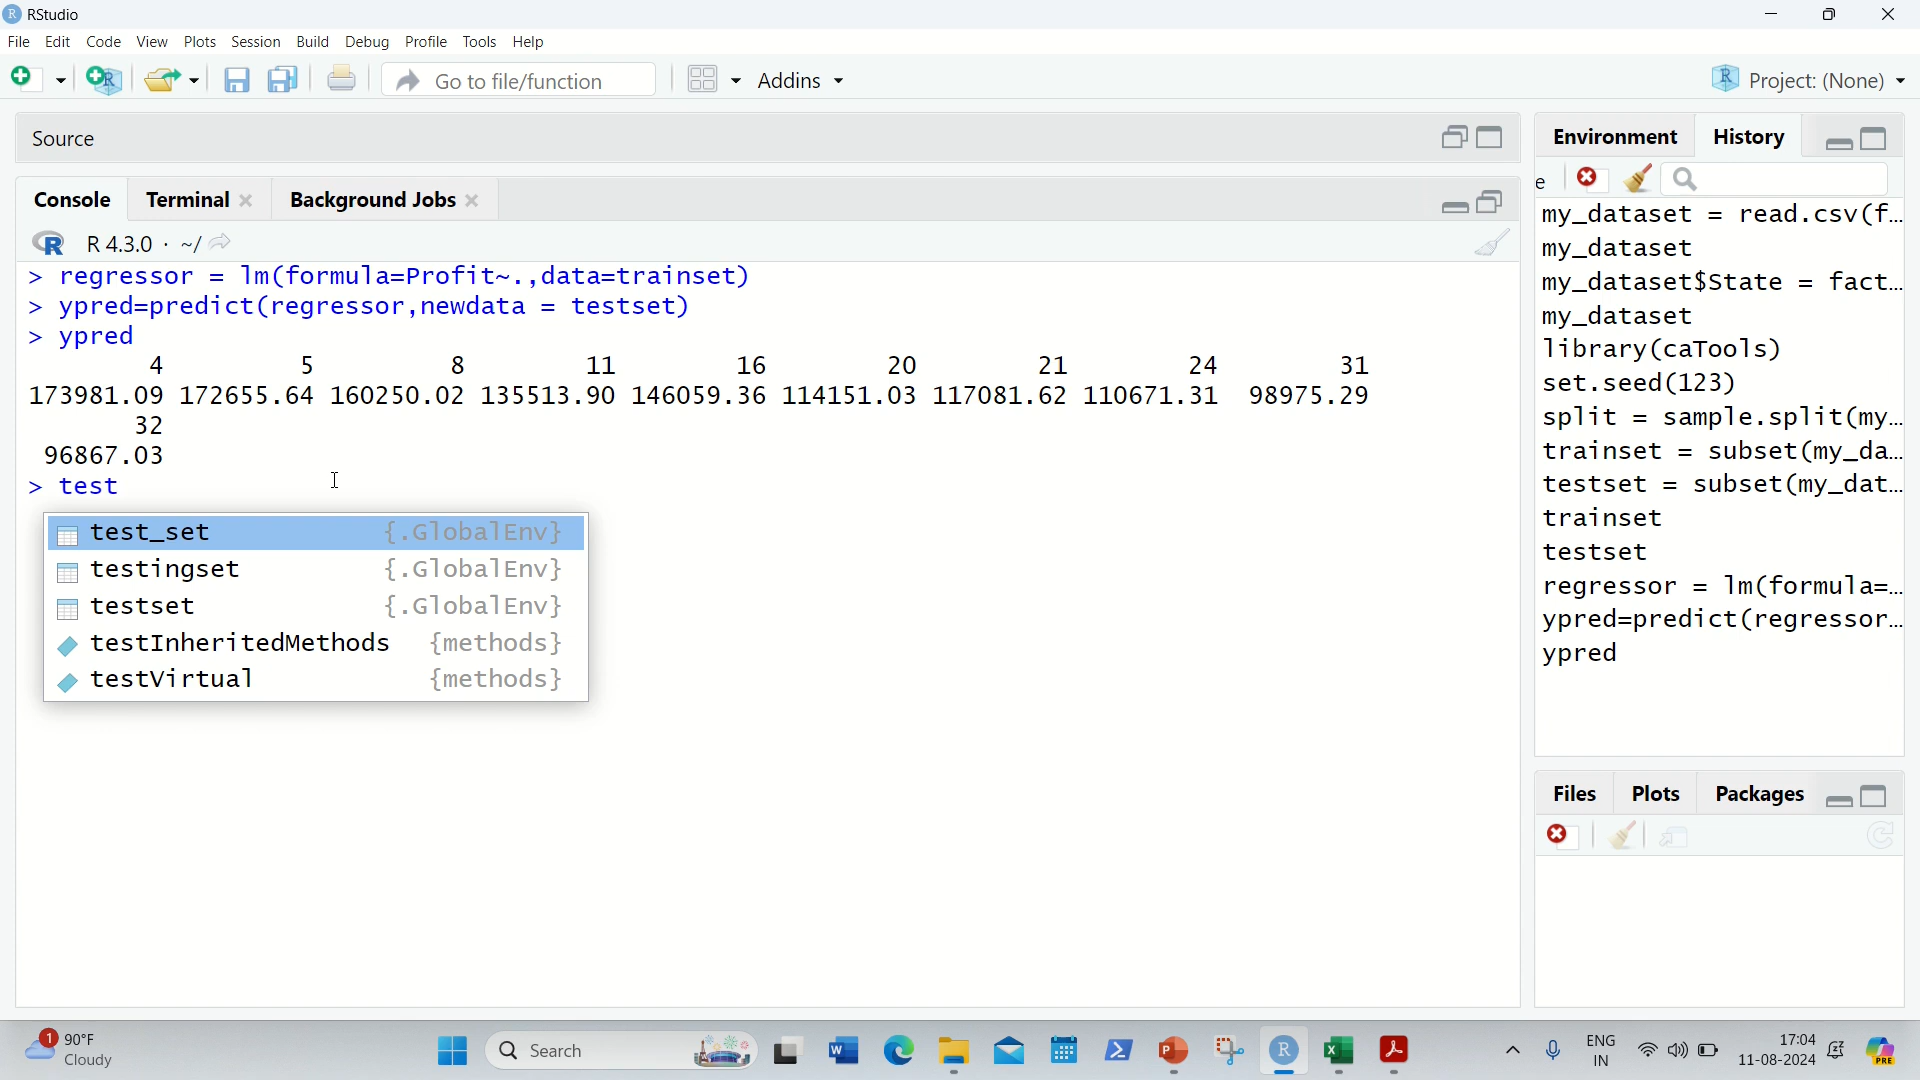 RStudio
File Edit Code View Plots Session Build Debug Profile Tools Help
Go to file/function Addins Project: (None)
Source
Console Terminal Background Jobs
R 4.3.0 · ~/
> regressor = lm(formula=Profit~.,data=trainset)
> ypred=predict(regressor,newdata = testset)
> ypred
4 5 8 11 16 20 21 24 31
173981.09 172655.64 160250.02 135513.90 146059.36 114151.03 117081.62 110671.31 98975.29
32
96867.03
> test
test_set {.GlobalEnv}
testingset {.GlobalEnv}
testset {.GlobalEnv}
testInheritedMethods {methods}
testVirtual {methods}
Environment History
e
my_dataset = read.csv(f...
my_dataset
my_dataset$State = fact...
my_dataset
library(caTools)
set.seed(123)
split = sample.split(my...
trainset = subset(my_da...
testset = subset(my_dat...
trainset
testset
regressor = lm(formula=...
ypred=predict(regressor...
ypred
Files Plots Packages
1 90°F
Cloudy
Search
ENG
IN
17:04
11-08-2024
PRE